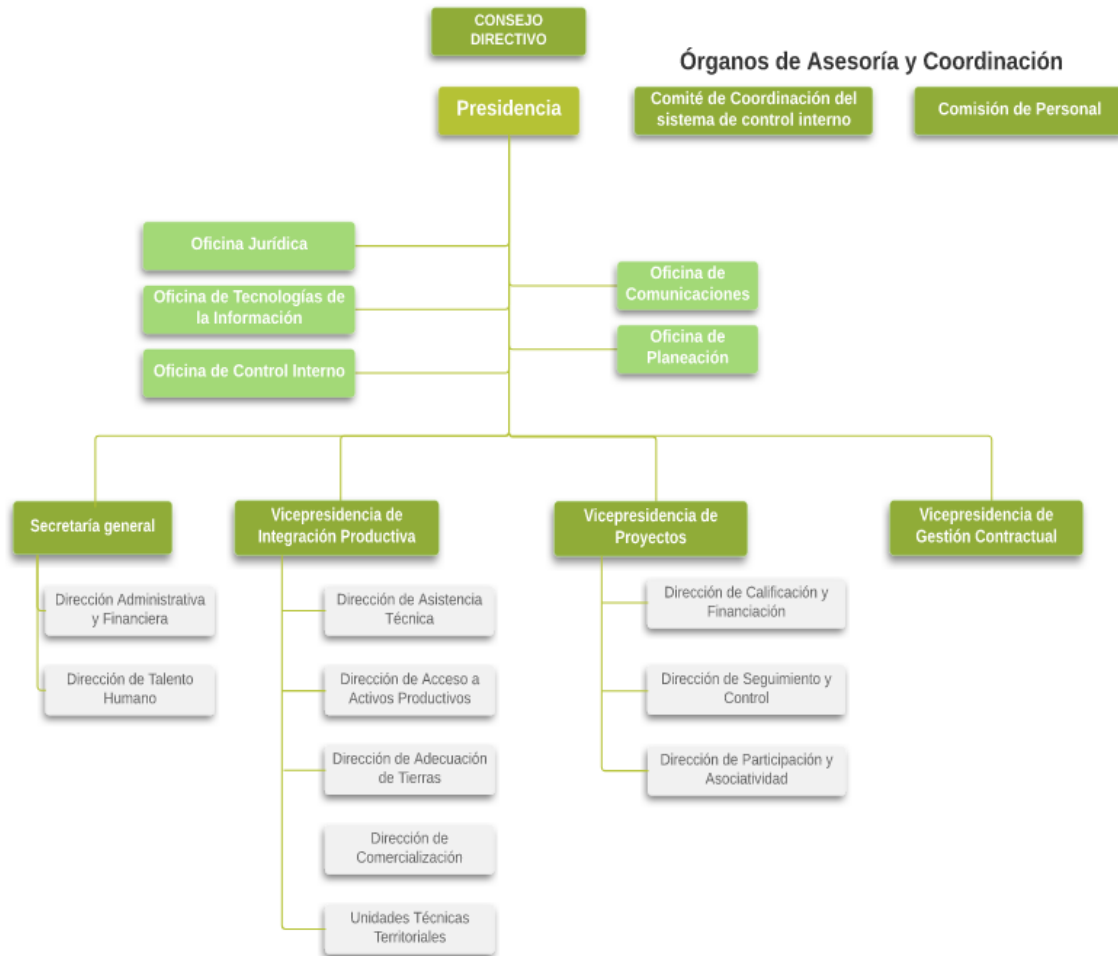 CONSEJO
DIRECTIVO
Órganos de Asesoría y Coordinación
Presidencia
Comité de Coordinación del
sistema de control interno
Comisión de Personal
Oficina Jurídica
Oficina de Tecnologías de
la Información
Oficina de Control Interno
Oficina de
Comunicaciones
Oficina de
Planeación
Secretaría general
Dirección Administrativa
y Financiera
Dirección de Talento
Humano
Vicepresidencia de
Integración Productiva
Dirección de Asistencia
Técnica
Dirección de Acceso a
Activos Productivos
Dirección de Adecuación
de Tierras
Dirección de
Comercialización
Unidades Técnicas
Territoriales
Vicepresidencia de
Proyectos
Dirección de Calificación y
Financiación
Dirección de Seguimiento y
Control
Dirección de Participación y
Asociatividad
Vicepresidencia de
Gestión Contractual